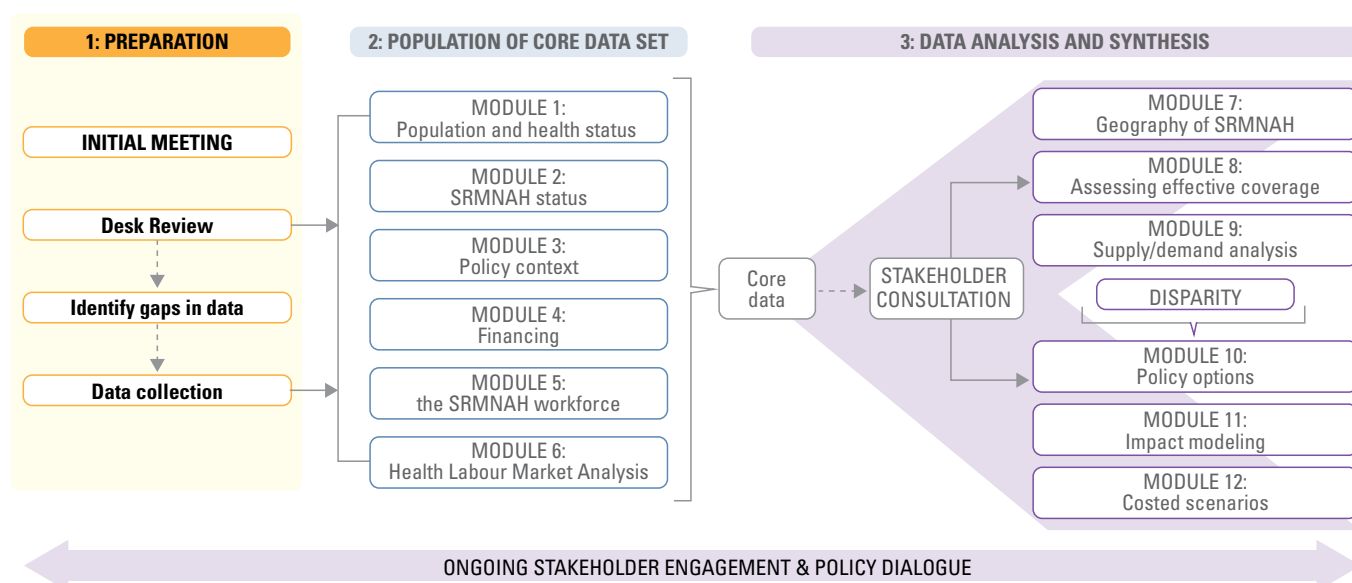 1: PREPARATION
INITIAL MEETING
Desk Review
Identify gaps in data
Data collection
2: POPULATION OF CORE DATA SET
MODULE 1:
Population and health status
MODULE 2:
SRMNAH status
MODULE 3:
Policy context
MODULE 4:
Financing
MODULE 5:
the SRMNAH workforce
MODULE 6:
Health Labour Market Analysis
Core
data
3: DATA ANALYSIS AND SYNTHESIS
STAKEHOLDER
CONSULTATION
MODULE 7:
Geography of SRMNAH
MODULE 8:
Assessing effective coverage
MODULE 9:
Supply/demand analysis
DISPARITY
MODULE 10:
Policy options
MODULE 11:
Impact modeling
MODULE 12:
Costed scenarios
ONGOING STAKEHOLDER ENGAGEMENT & POLICY DIALOGUE